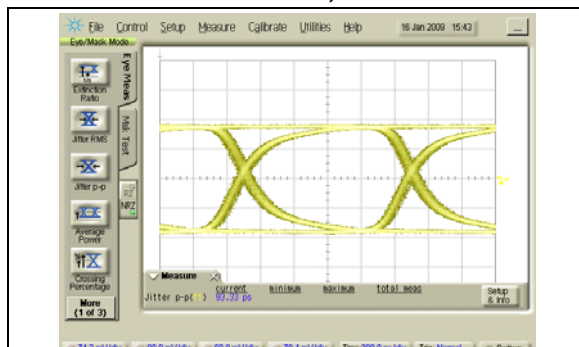 File Control Setup Measure Calibrate Utilities Help 16 Jan 2009 15:43
Eye/Mask Mode
Eye Meas
Mask Test
Extinction
Ratio
Jitter RMS
Jitter p-p
RZ
NRZ
Average
Power
Crossing
Percentage
More
(1 of 3)
Measure
current minimum maximum total meas
Jitter p-p( ) 93.33 ps
Setup
& Info